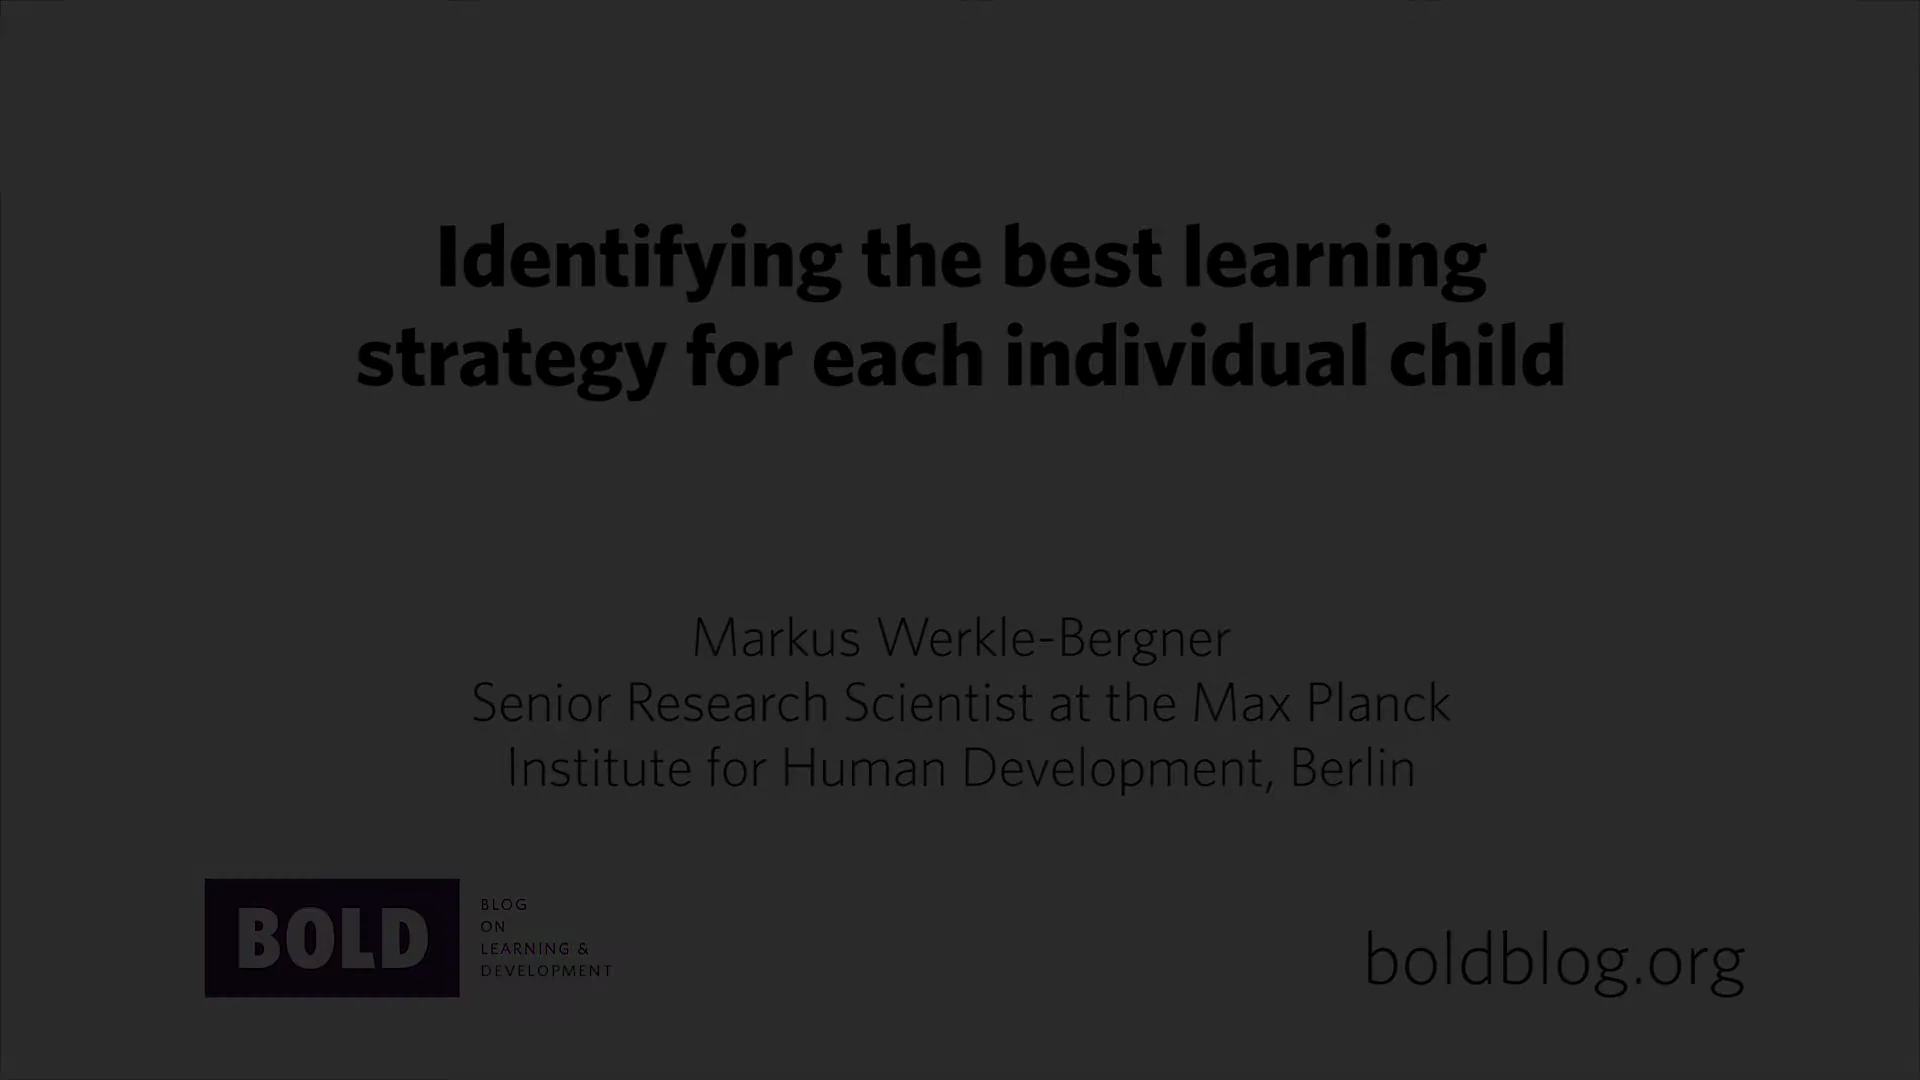 Identifying the best learning
strategy for each individual child
Markus Werkle-Bergner
Senior Research Scientist at the Max Planck
Institute for Human Development, Berlin
BOLD
BLOG
ON
LEARNING &
DEVELOPMENT
boldblog.org